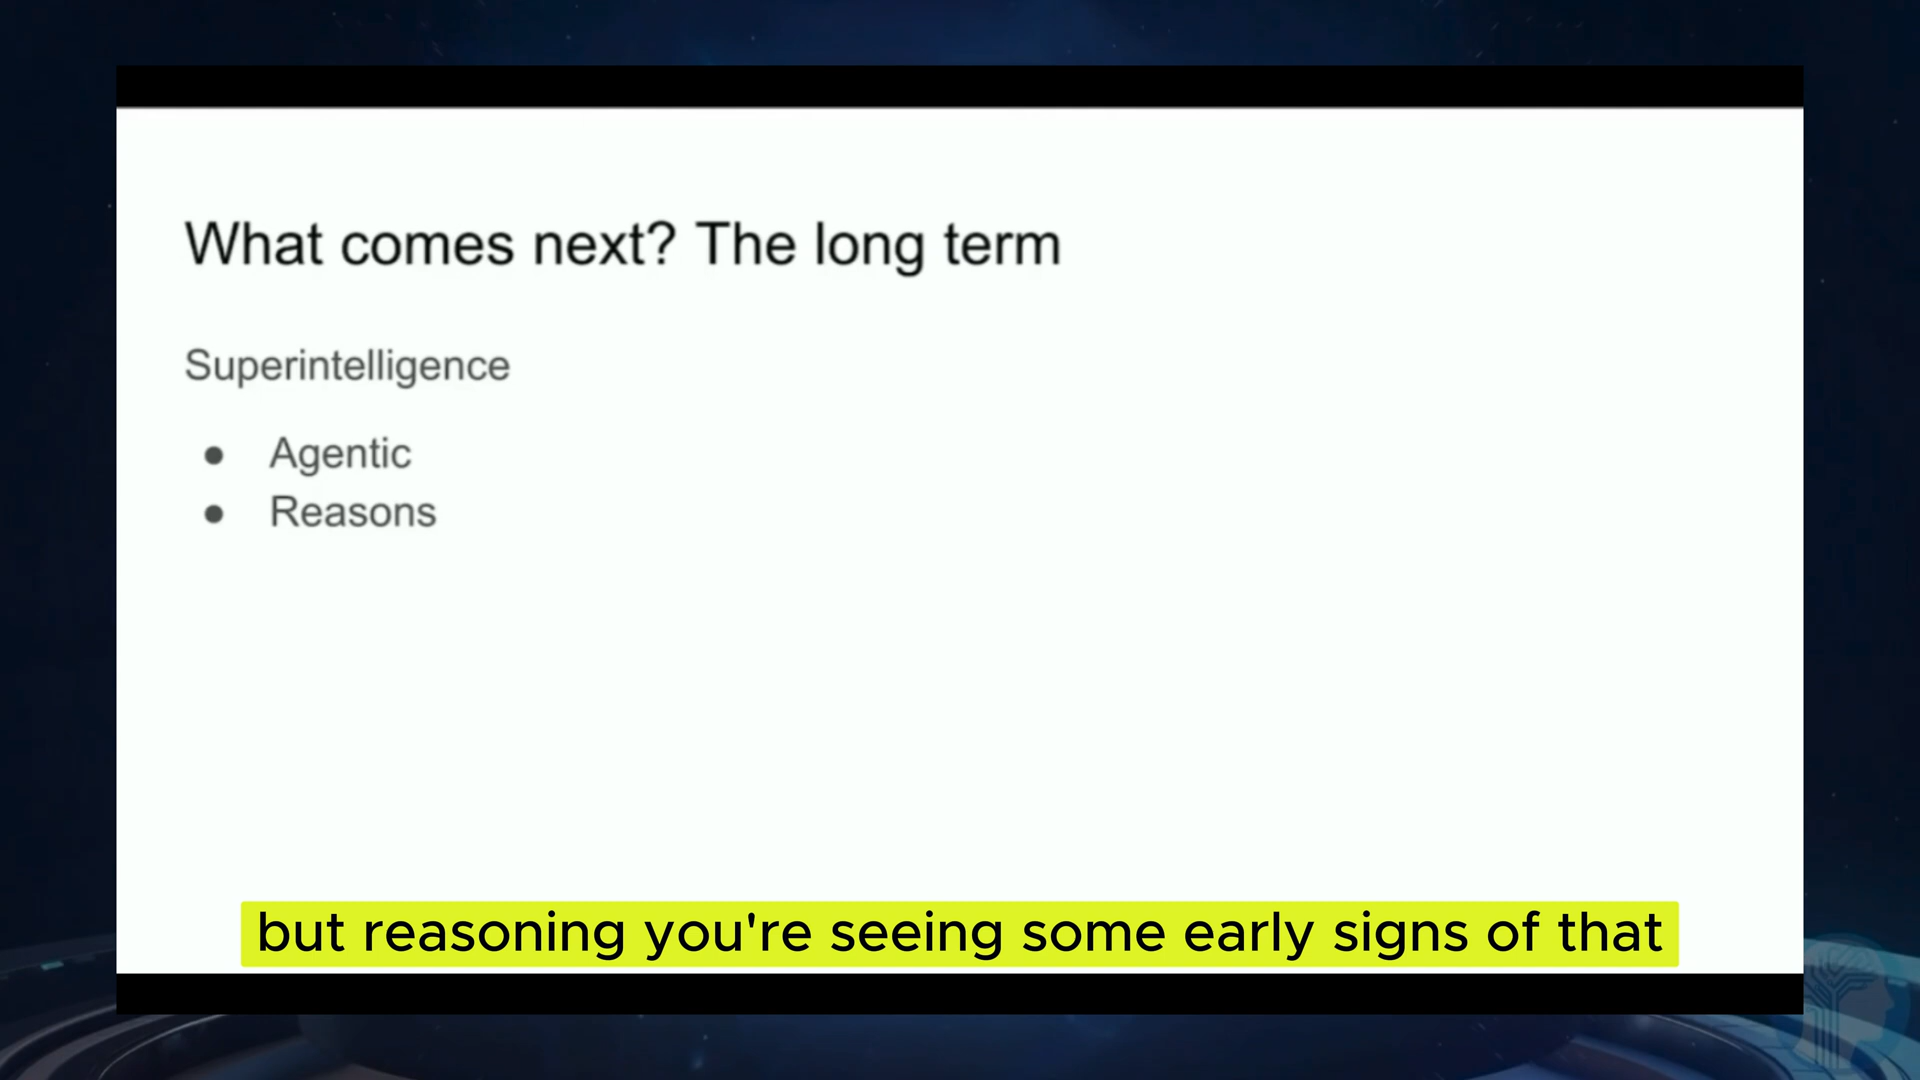 What comes next? The long term
Superintelligence
● Agentic
● Reasons
but reasoning you're seeing some early signs of that